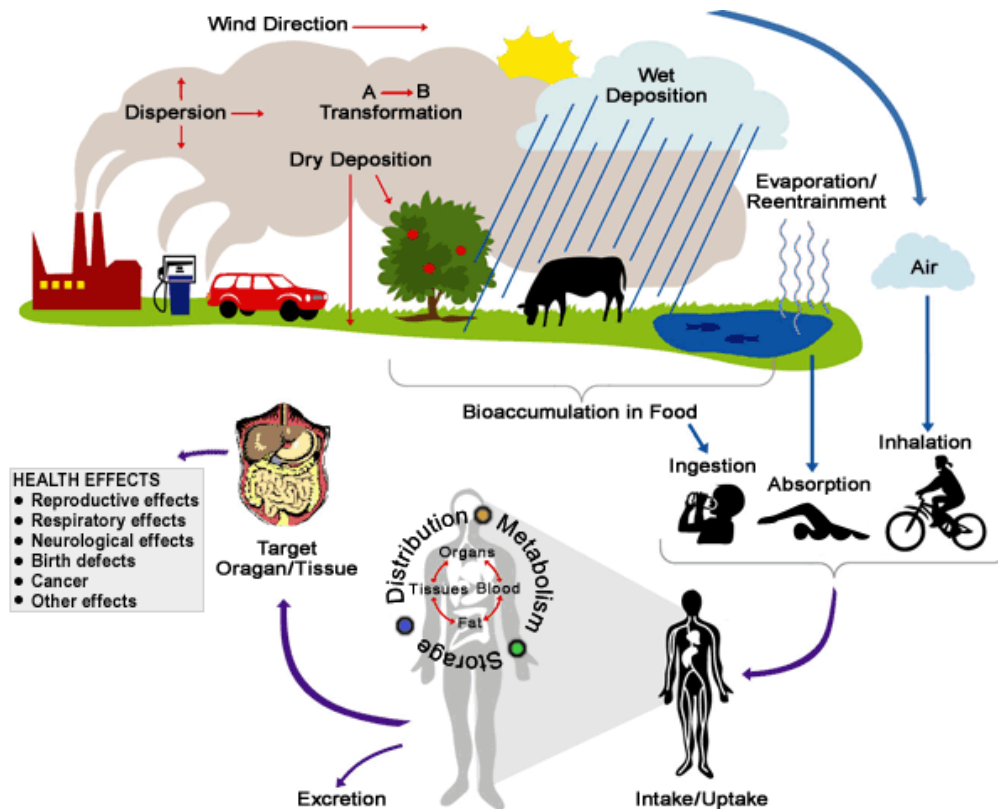 Wind Direction
Wet
Deposition
A B
Transformation
Dispersion
Dry Deposition
Evaporation/
Reentrainment
Air
Bioaccumulation in Food
Ingestion
Absorption
Inhalation
HEALTH EFFECTS
● Reproductive effects
● Respiratory effects
● Neurological effects
● Birth defects
● Cancer
● Other effects
Target
Oragan/Tissue
Distribution
Metabolism
Storage
Organs
Tissues
Blood
Fat
Excretion
Intake/Uptake